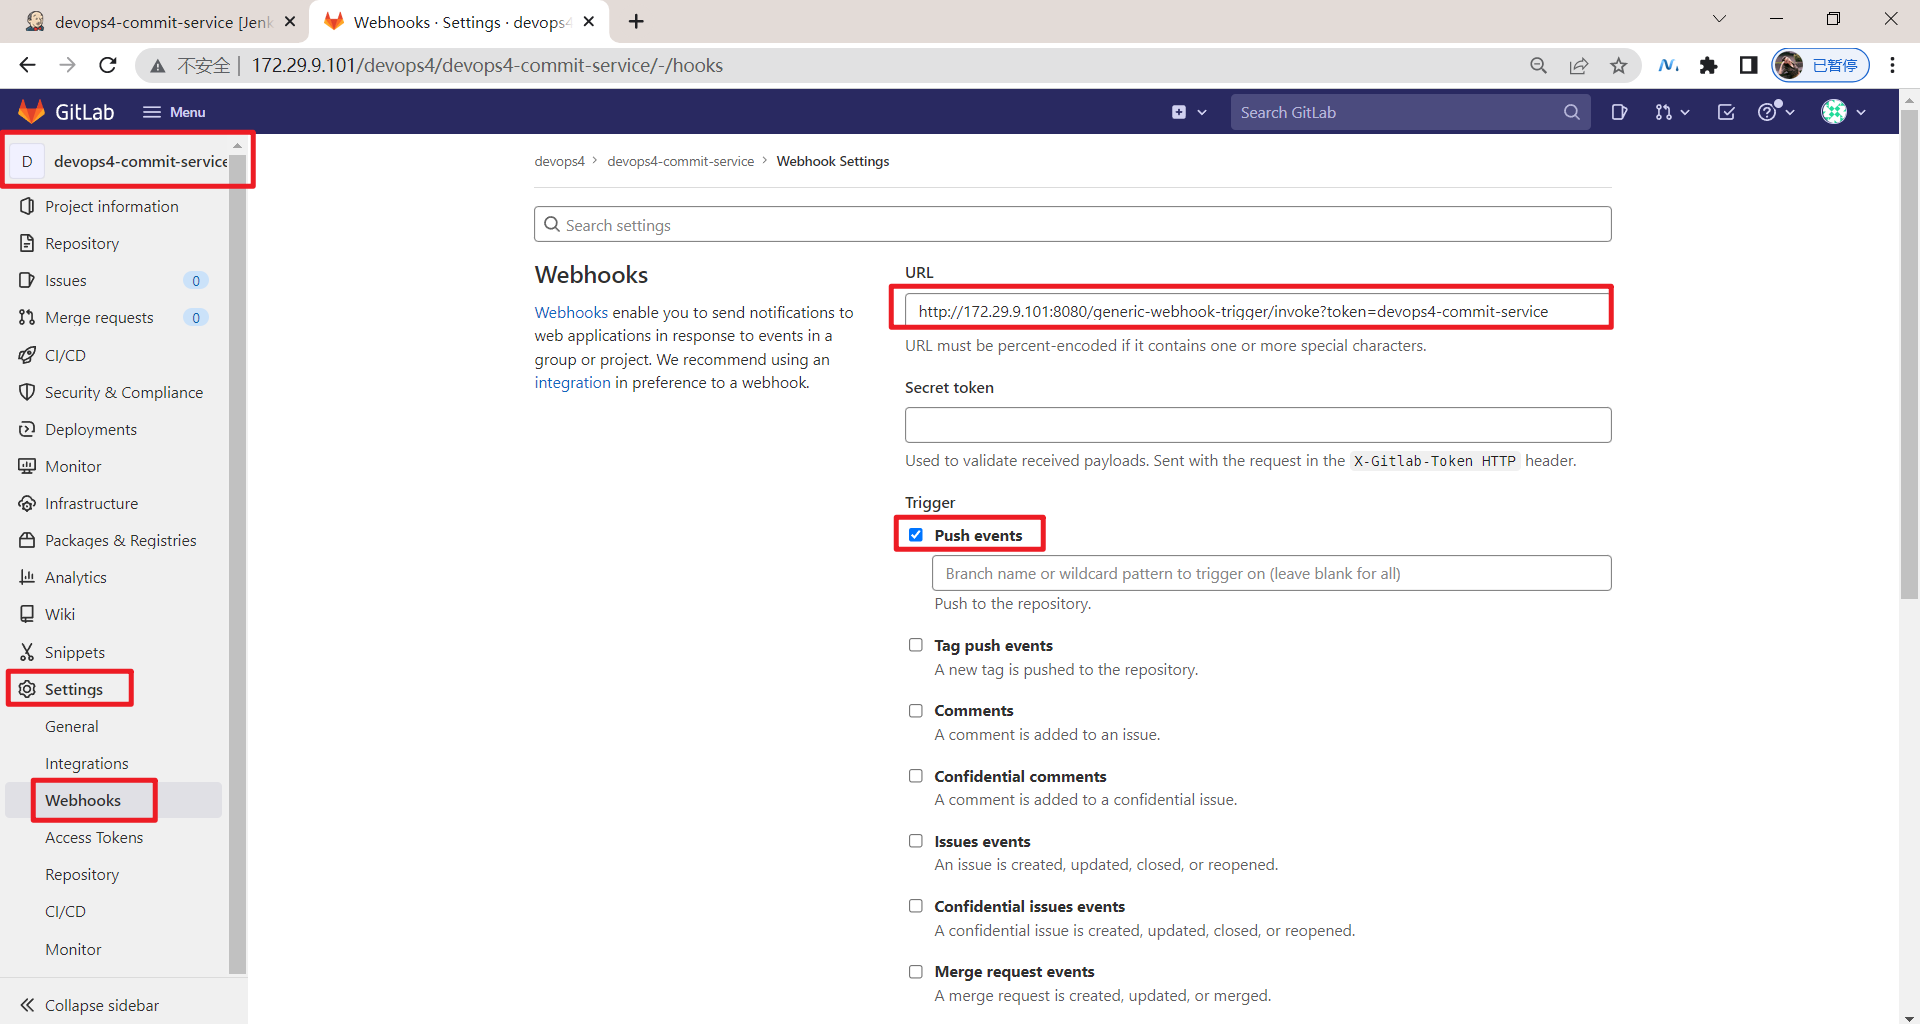 devops4-commit-service [Jenk
Webhooks · Settings · devops4
不安全 | 172.29.9.101/devops4/devops4-commit-service/-/hooks
已暂停
GitLab
Menu
Search GitLab
D
devops4-commit-service
Project information
Repository
Issues 0
Merge requests 0
CI/CD
Security & Compliance
Deployments
Monitor
Infrastructure
Packages & Registries
Analytics
Wiki
Snippets
Settings
General
Integrations
Webhooks
Access Tokens
Repository
CI/CD
Monitor
Collapse sidebar
devops4 > devops4-commit-service > Webhook Settings
Search settings
Webhooks
Webhooks enable you to send notifications to
web applications in response to events in a
group or project. We recommend using an
integration in preference to a webhook.
URL
http://172.29.9.101:8080/generic-webhook-trigger/invoke?token=devops4-commit-service
URL must be percent-encoded if it contains one or more special characters.
Secret token
Used to validate received payloads. Sent with the request in the X-Gitlab-Token HTTP header.
Trigger
Push events
Branch name or wildcard pattern to trigger on (leave blank for all)
Push to the repository.
Tag push events
A new tag is pushed to the repository.
Comments
A comment is added to an issue.
Confidential comments
A comment is added to a confidential issue.
Issues events
An issue is created, updated, closed, or reopened.
Confidential issues events
A confidential issue is created, updated, closed, or reopened.
Merge request events
A merge request is created, updated, or merged.